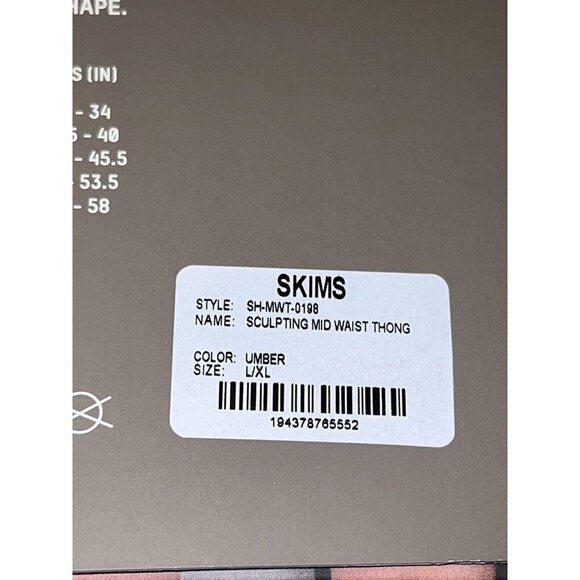 HAPE.
S (IN)
- 34
5 - 40
- 45.5
- 53.5
- 58
SKIMS
STYLE: SH-MWT-0198
NAME: SCULPTING MID WAIST THONG
COLOR: UMBER
SIZE: L/XL
194378765552